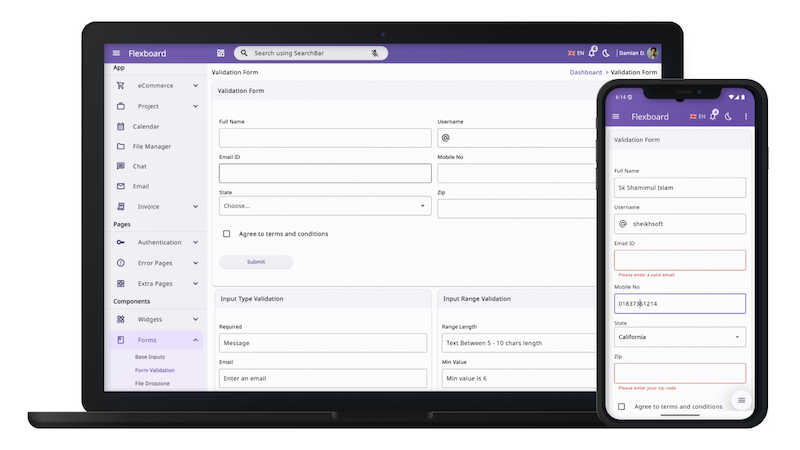 Flexboard
Search using SearchBar
EN
4
Damian D.
App
eCommerce
Project
Calendar
File Manager
Chat
Email
Invoice
Pages
Authentication
Error Pages
Extra Pages
Components
Widgets
Forms
Base Inputs
Form Validation
File Dropzone
Validation Form
Dashboard > Validation Form
Validation Form
Full Name
Username
@
Email ID
Mobile No
State
Zip
Choose...
Agree to terms and conditions
Submit
Input Type Validation
Input Range Validation
Required
Range Length
Message
Text Between 5 - 10 chars length
Email
Min Value
Enter an email
Min value is 6
6:14
Flexboard
EN
4
Validation Form
Full Name
Sk Shamimul Islam
Username
@ sheikhsoft
Email ID
Please enter a valid email
Mobile No
01837361214
State
California
Zip
Please enter your zip code
Agree to terms and conditions